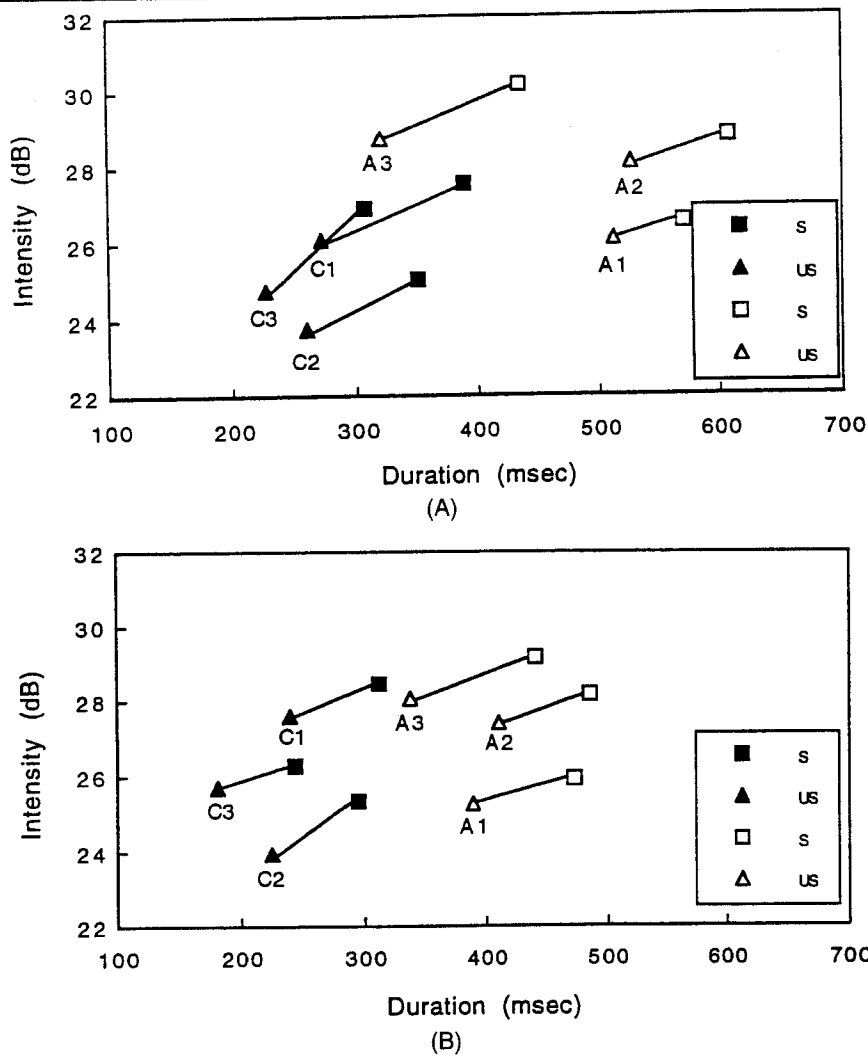 32
30
28
26
24
22
Intensity (dB)
A3
A2
A1
C1
C3
C2
s
us
s
us
100 200 300 400 500 600 700
Duration (msec)
(A)
32
30
28
26
24
22
Intensity (dB)
C1
A3
A2
C3
A1
C2
s
us
s
us
100 200 300 400 500 600 700
Duration (msec)
(B)